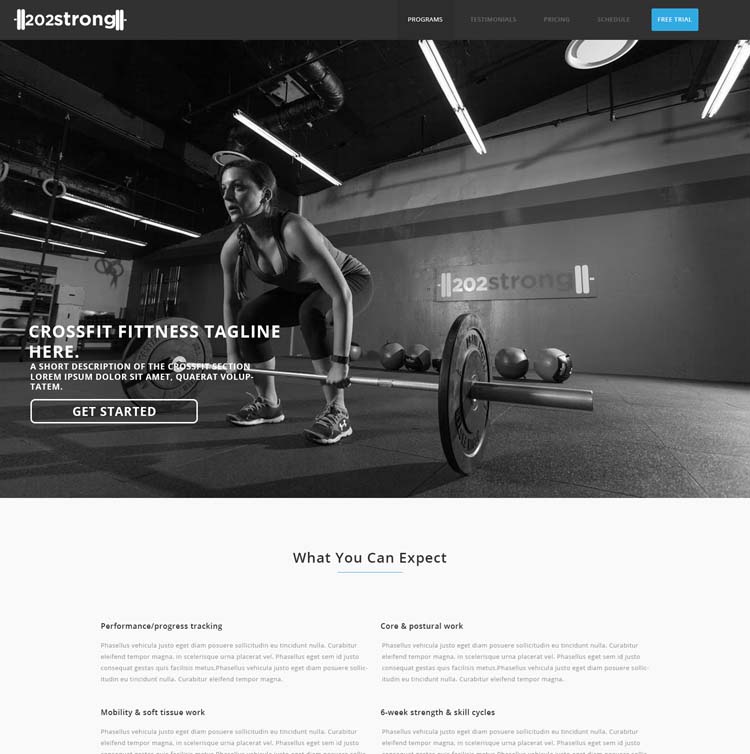 202strong
PROGRAMS
TESTIMONIALS
PRICING
SCHEDULE
FREE TRIAL
202strong
CROSSFIT FITTNESS TAGLINE
HERE.
A SHORT DESCRIPTION OF THE CROSSFIT SECTION
LOREM IPSUM DOLOR SIT AMET, QUAERAT VOLUP-
TATEM.
GET STARTED
What You Can Expect
Performance/progress tracking
Phasellus vehicula justo eget diam posuere sollicitudin eu tincidunt nulla. Curabitur
eleifend tempor magna, in scelerisque urna placerat vel. Phasellus eget sem id justo
consequat gestas quis facilisis metus.Phasellus vehicula justo eget diam posuere sollic-
itudin eu tincidunt nulla. Curabitur eleifend tempor magna.
Core & postural work
Phasellus vehicula justo eget diam posuere sollicitudin eu tincidunt nulla. Curabitur
eleifend tempor magna, in scelerisque urna placerat vel. Phasellus eget sem id justo
consequat gestas quis facilisis metus.Phasellus vehicula justo eget diam posuere sollic-
itudin eu tincidunt nulla. Curabitur eleifend tempor magna.
Mobility & soft tissue work
Phasellus vehicula justo eget diam posuere sollicitudin eu tincidunt nulla. Curabitur
eleifend tempor magna, in scelerisque urna placerat vel. Phasellus eget sem id justo
6-week strength & skill cycles
Phasellus vehicula justo eget diam posuere sollicitudin eu tincidunt nulla. Curabitur
eleifend tempor magna, in scelerisque urna placerat vel. Phasellus eget sem id justo